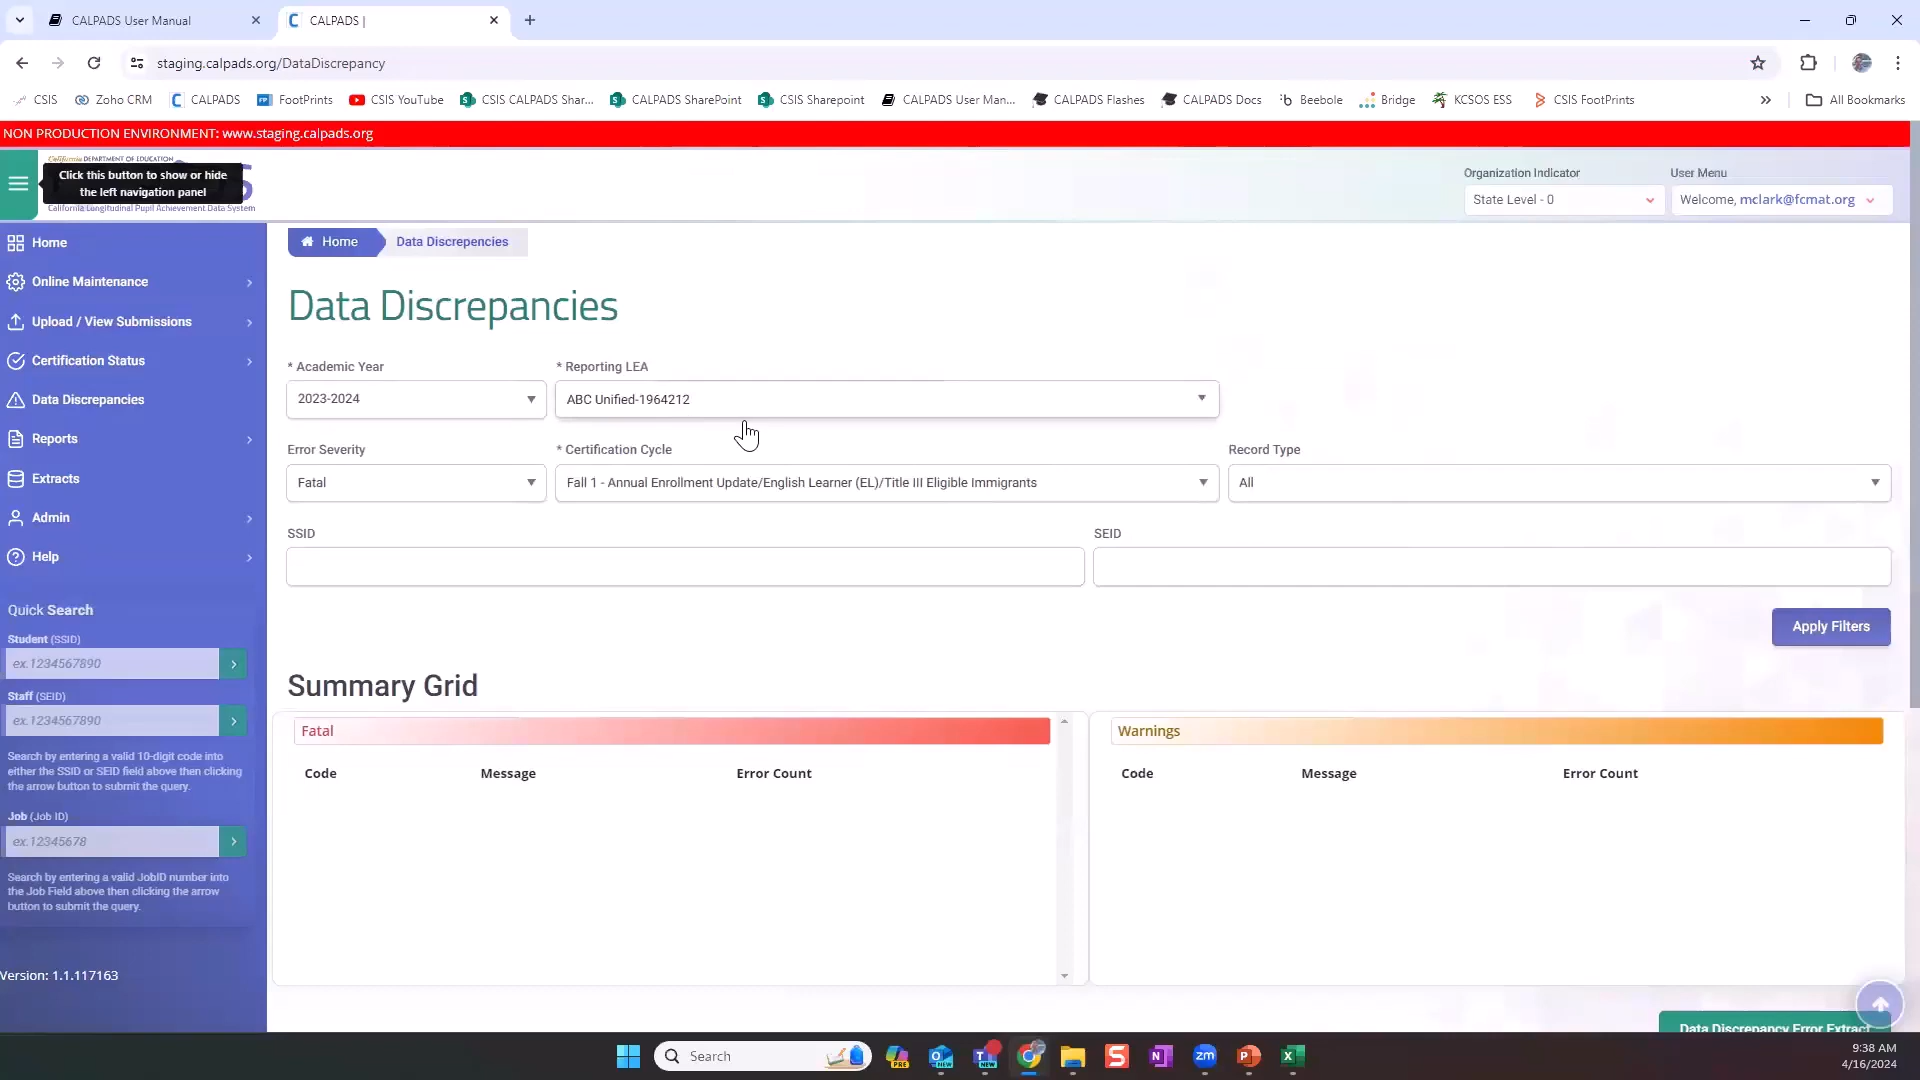 CALPADS User Manual
CALPADS |
staging.calpads.org/DataDiscrepancy
CSIS
Zoho CRM
CALPADS
FootPrints
CSIS YouTube
CSIS CALPADS Shar...
CALPADS SharePoint
CSIS Sharepoint
CALPADS User Man...
CALPADS Flashes
CALPADS Docs
Beebole
Bridge
KCSOS ESS
CSIS FootPrints
All Bookmarks
NON PRODUCTION ENVIRONMENT: www.staging.calpads.org
California DEPARTMENT OF EDUCATION
Click this button to show or hide
the left navigation panel
California Longitudinal Pupil Achievement Data System
Organization Indicator
State Level - 0
User Menu
Welcome, mclark@fcmat.org
Home
Online Maintenance
Upload / View Submissions
Certification Status
Data Discrepancies
Reports
Extracts
Admin
Help
Quick Search
Student (SSID)
ex.1234567890
Staff (SEID)
ex.1234567890
Search by entering a valid 10-digit code into
either the SSID or SEID field above then clicking
the arrow button to submit the query.
Job (Job ID)
ex.12345678
Search by entering a valid JobID number into
the Job Field above then clicking the arrow
button to submit the query.
Version: 1.1.117163
Home
Data Discrepancies
Data Discrepancies
* Academic Year
2023-2024
* Reporting LEA
ABC Unified-1964212
Error Severity
Fatal
* Certification Cycle
Fall 1 - Annual Enrollment Update/English Learner (EL)/Title III Eligible Immigrants
Record Type
All
SSID
SEID
Apply Filters
Summary Grid
Fatal
Code Message Error Count
Warnings
Code Message Error Count
Data Discrepancy Error Extract
Search
9:38 AM
4/16/2024